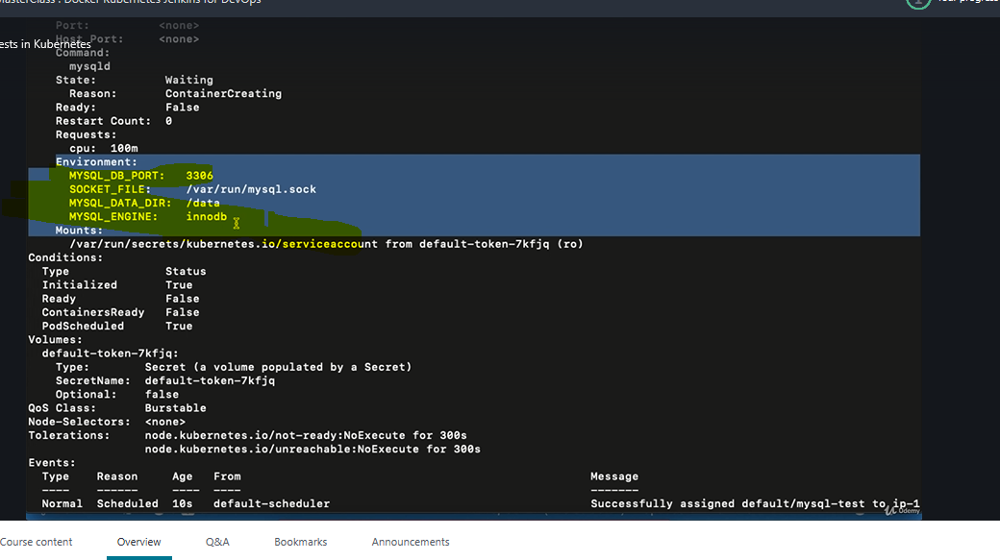 MasterClass : Docker Kubernetes Jenkins for DevOps
Your progress
Port: <none>
ests in Kubernetes
Host Port: <none>
Command:
mysqld
State: Waiting
Reason: ContainerCreating
Ready: False
Restart Count: 0
Requests:
cpu: 100m
Environment:
MYSQL_DB_PORT: 3306
SOCKET_FILE: /var/run/mysql.sock
MYSQL_DATA_DIR: /data
MYSQL_ENGINE: innodb
Mounts:
/var/run/secrets/kubernetes.io/serviceaccount from default-token-7kfjq (ro)
Conditions:
Type Status
Initialized True
Ready False
ContainersReady False
PodScheduled True
Volumes:
default-token-7kfjq:
Type: Secret (a volume populated by a Secret)
SecretName: default-token-7kfjq
Optional: false
QoS Class: Burstable
Node-Selectors: <none>
Tolerations: node.kubernetes.io/not-ready:NoExecute for 300s
node.kubernetes.io/unreachable:NoExecute for 300s
Events:
Type Reason Age From Message
---- ------ ---- ---- -------
Normal Scheduled 10s default-scheduler Successfully assigned default/mysql-test to ip-1
Udemy
Course content Overview Q&A Bookmarks Announcements